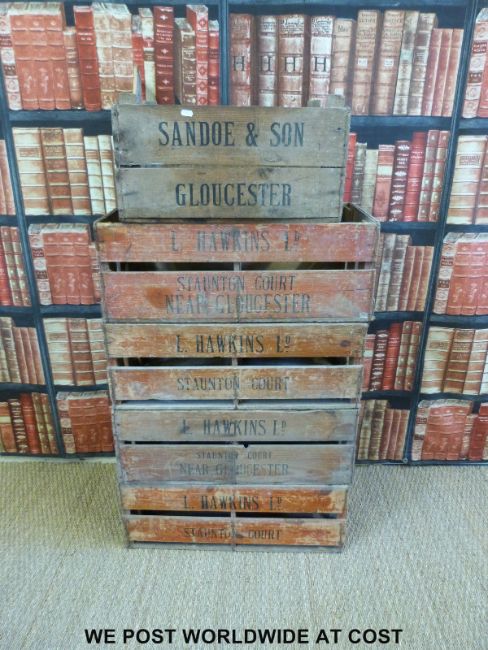 SANDOE & SON
GLOUCESTER
L. HAWKINS LD
STAUNTON COURT
NEAR GLOUCESTER
L. HAWKINS LD
STAUNTON COURT
L. HAWKINS LD
STAUNTON COURT
NEAR GLOUCESTER
L. HAWKINS LD
STAUNTON COURT
WE POST WORLDWIDE AT COST